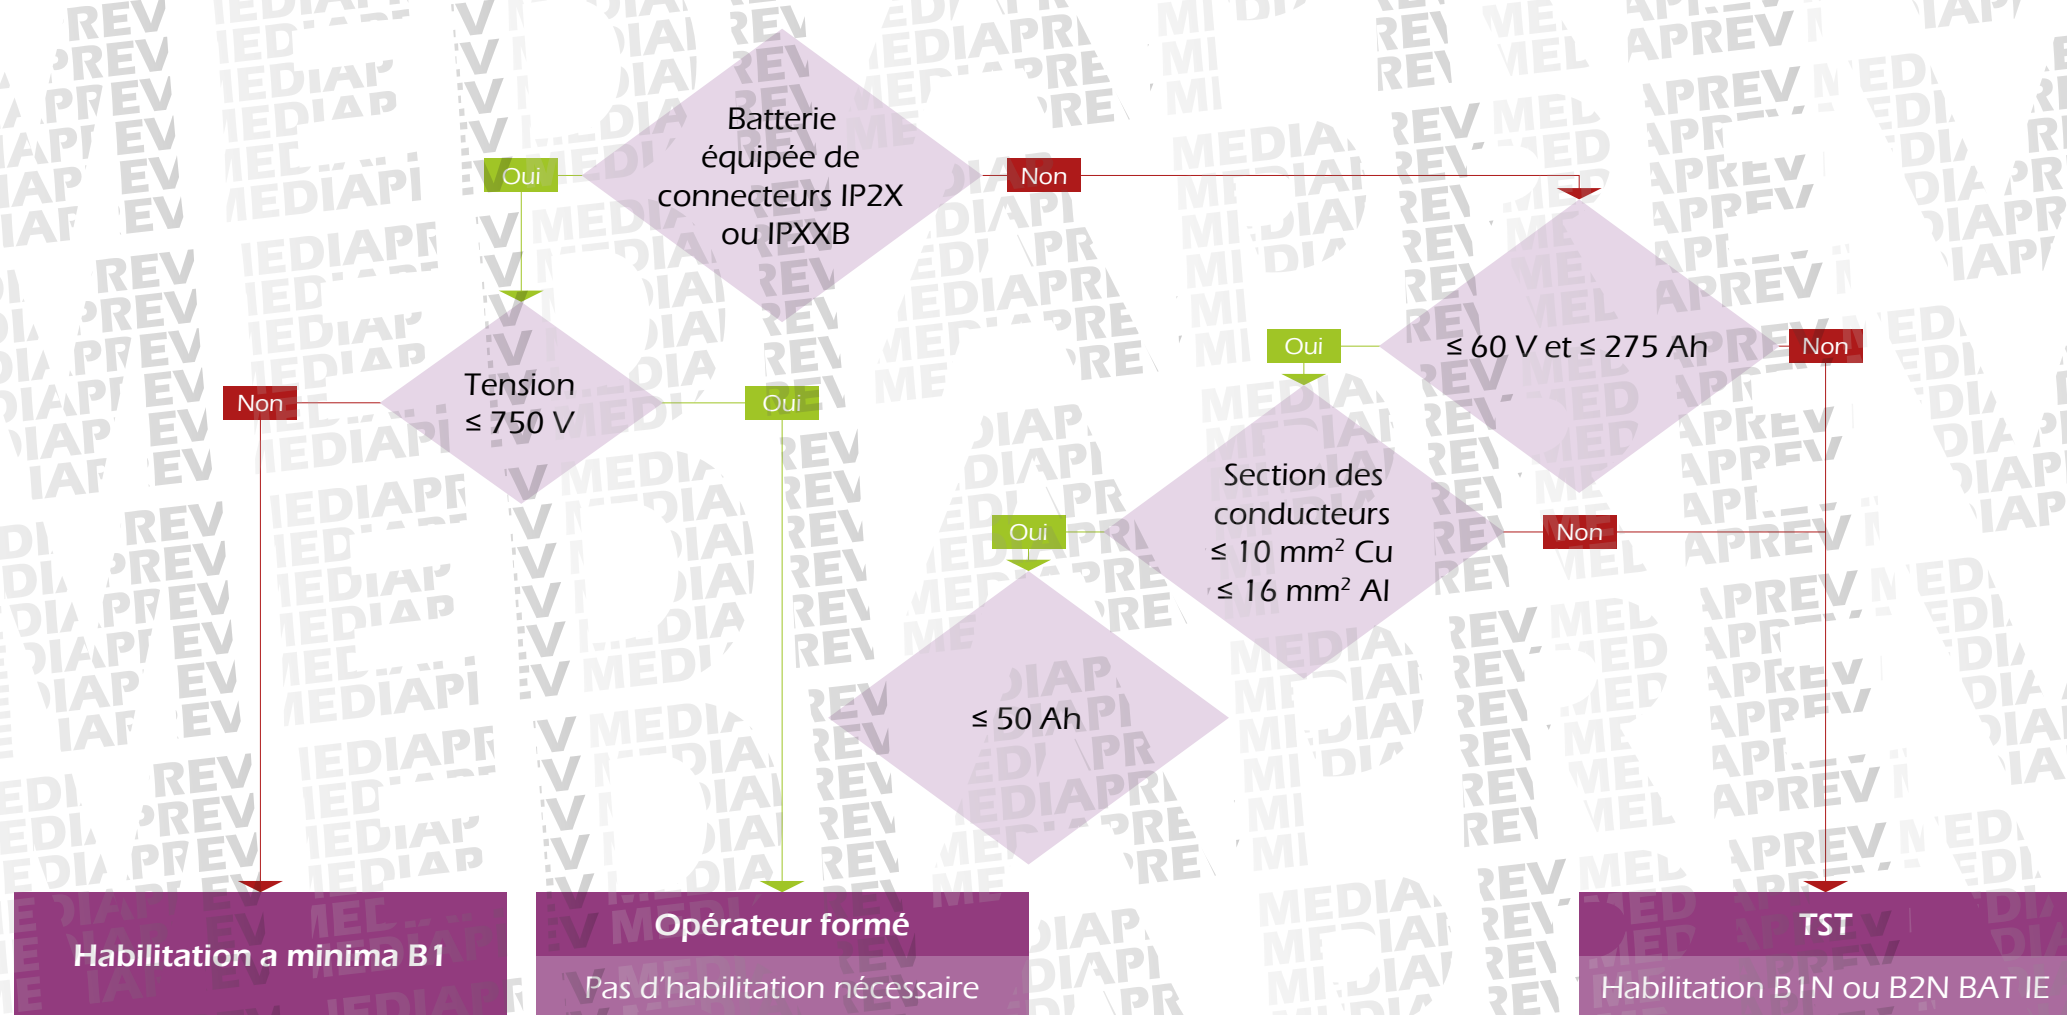 Batterie
équipée de
connecteurs IP2X
ou IPXXB
Oui
Non
Tension
≤ 750 V
Non
Oui
≤ 60 V et ≤ 275 Ah
Oui
Non
Section des
conducteurs
≤ 10 mm² Cu
≤ 16 mm² Al
Oui
Non
≤ 50 Ah
Habilitation a minima B1
Opérateur formé
Pas d'habilitation nécessaire
TST
Habilitation B1N ou B2N BAT IE